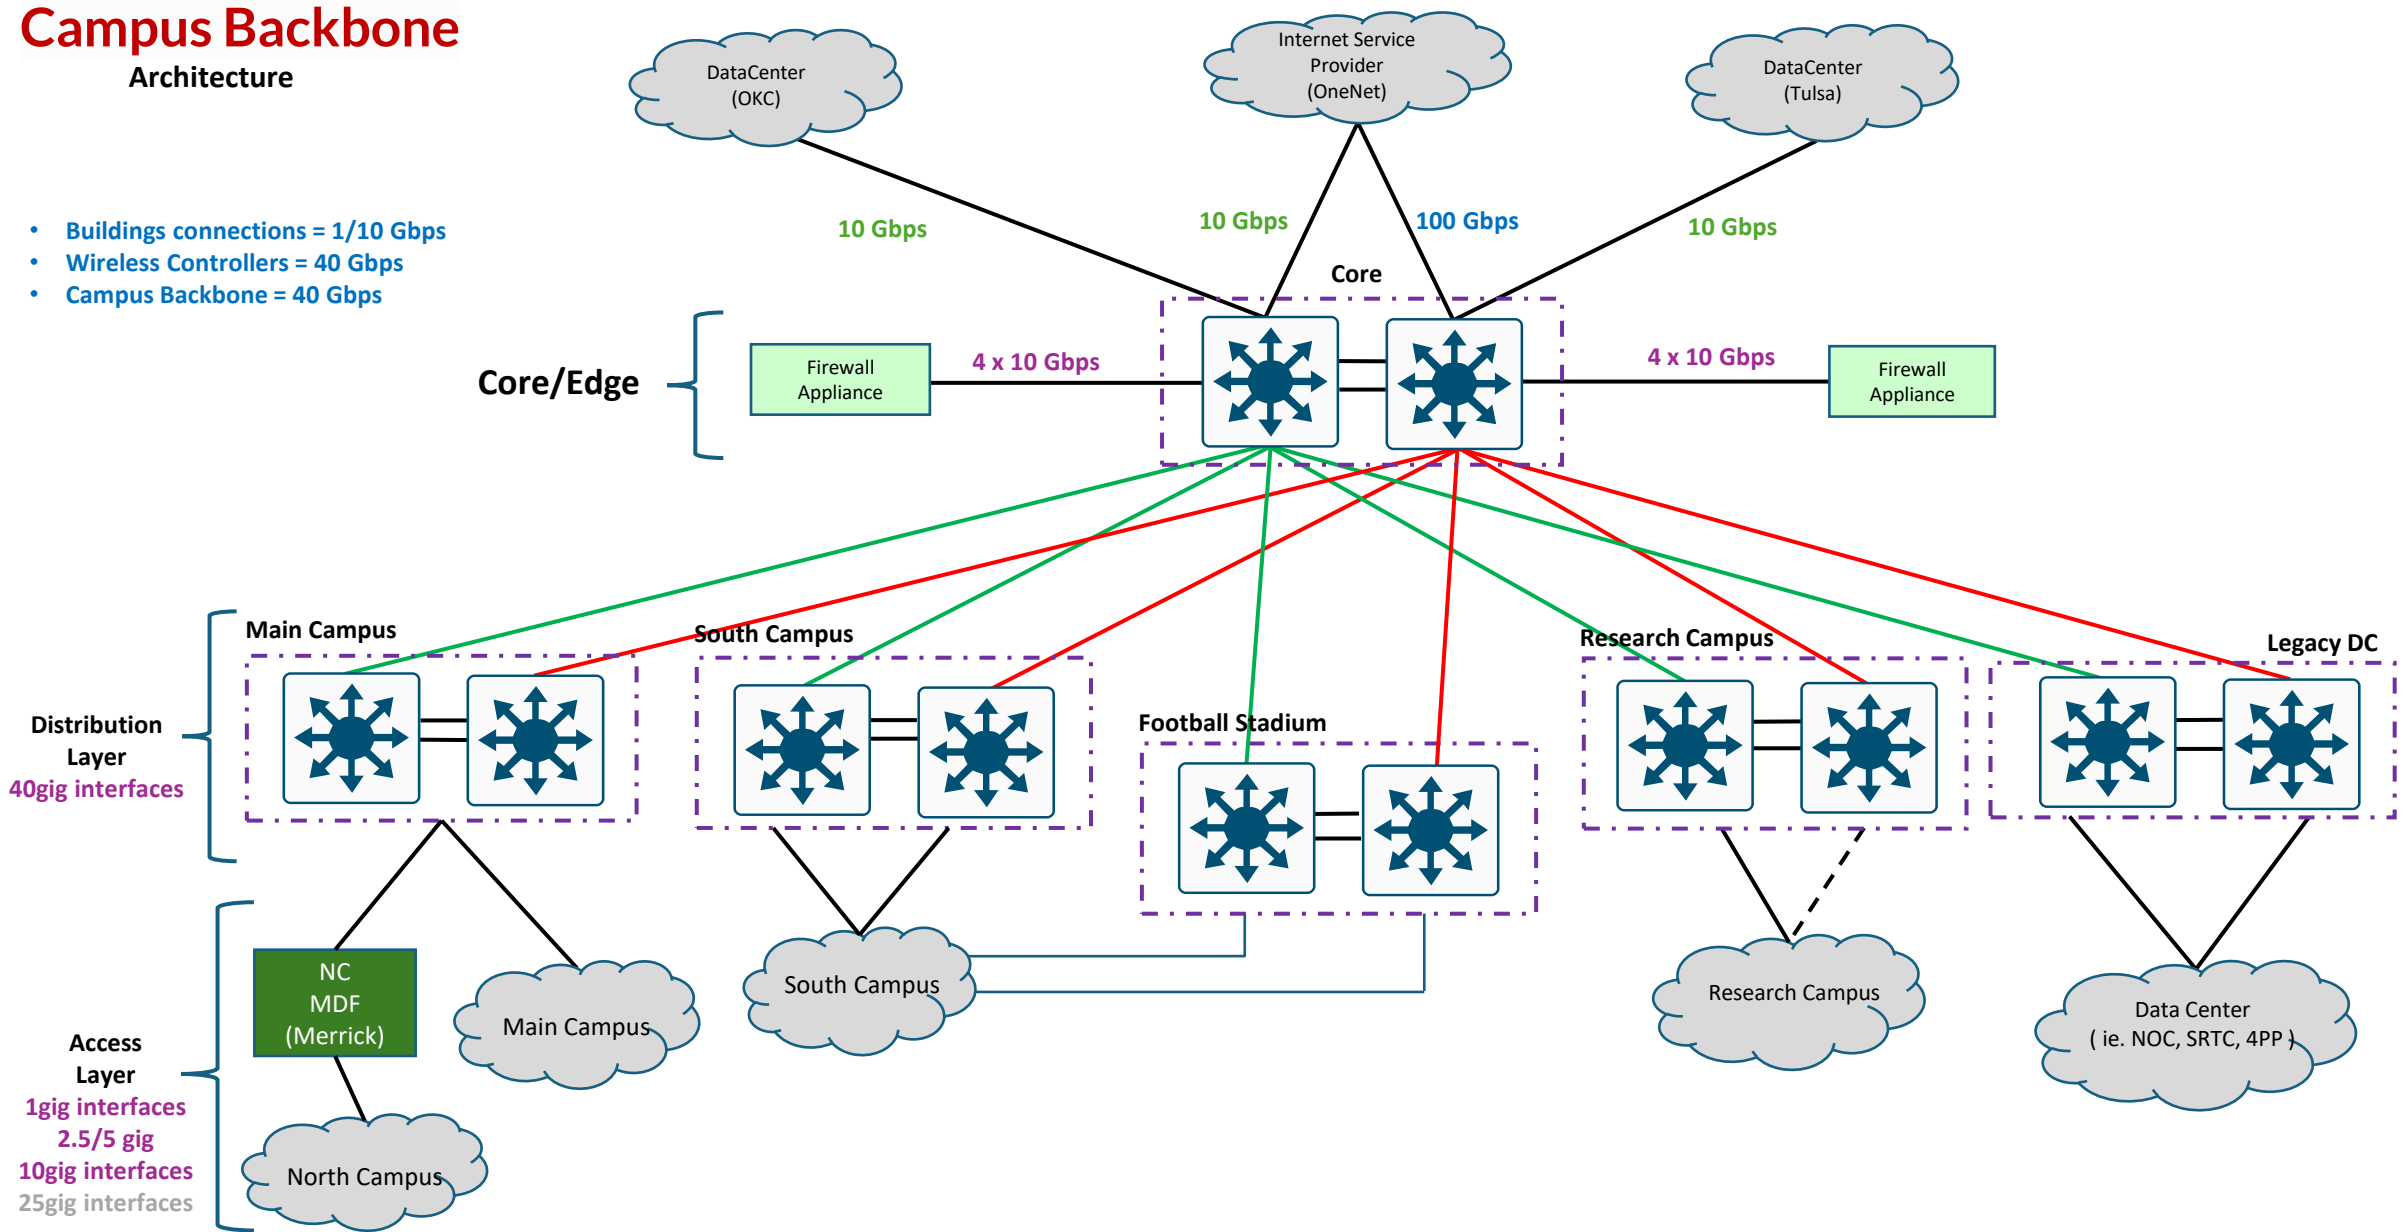 Campus Backbone
Architecture
DataCenter
(OKC)
Internet Service
Provider
(OneNet)
DataCenter
(Tulsa)
• Buildings connections = 1/10 Gbps
• Wireless Controllers = 40 Gbps
• Campus Backbone = 40 Gbps
10 Gbps
10 Gbps
100 Gbps
10 Gbps
Core
Core/Edge
Firewall
Appliance
4 x 10 Gbps
4 x 10 Gbps
Firewall
Appliance
Main Campus
South Campus
Research Campus
Legacy DC
Football Stadium
Distribution
Layer
40gig interfaces
NC
MDF
(Merrick)
Main Campus
South Campus
Research Campus
Data Center
( ie. NOC, SRTC, 4PP )
Access
Layer
1gig interfaces
2.5/5 gig
10gig interfaces
25gig interfaces
North Campus